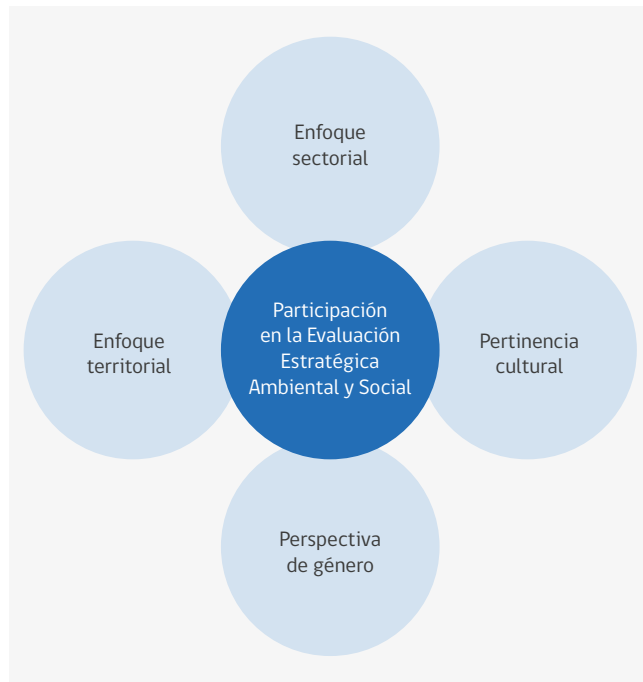 Enfoque
sectorial
Enfoque
territorial
Participación
en la Evaluación
Estratégica
Ambiental y Social
Pertinencia
cultural
Perspectiva
de género